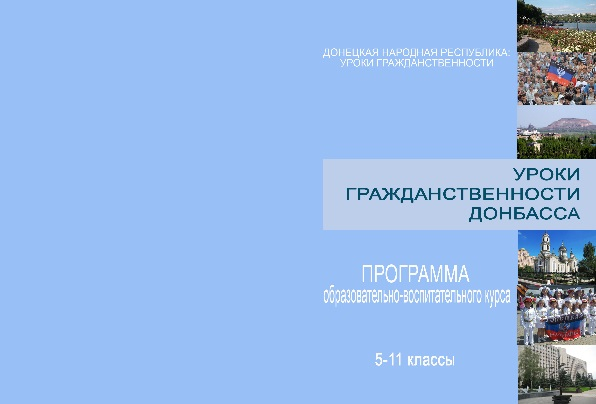 ДОНЕЦКАЯ НАРОДНАЯ РЕСПУБЛИКА:
УРОКИ ГРАЖДАНСТВЕННОСТИ
УРОКИ
ГРАЖДАНСТВЕННОСТИ
ДОНБАССА
ПРОГРАММА
образовательно-воспитательного курса
5-11 классы